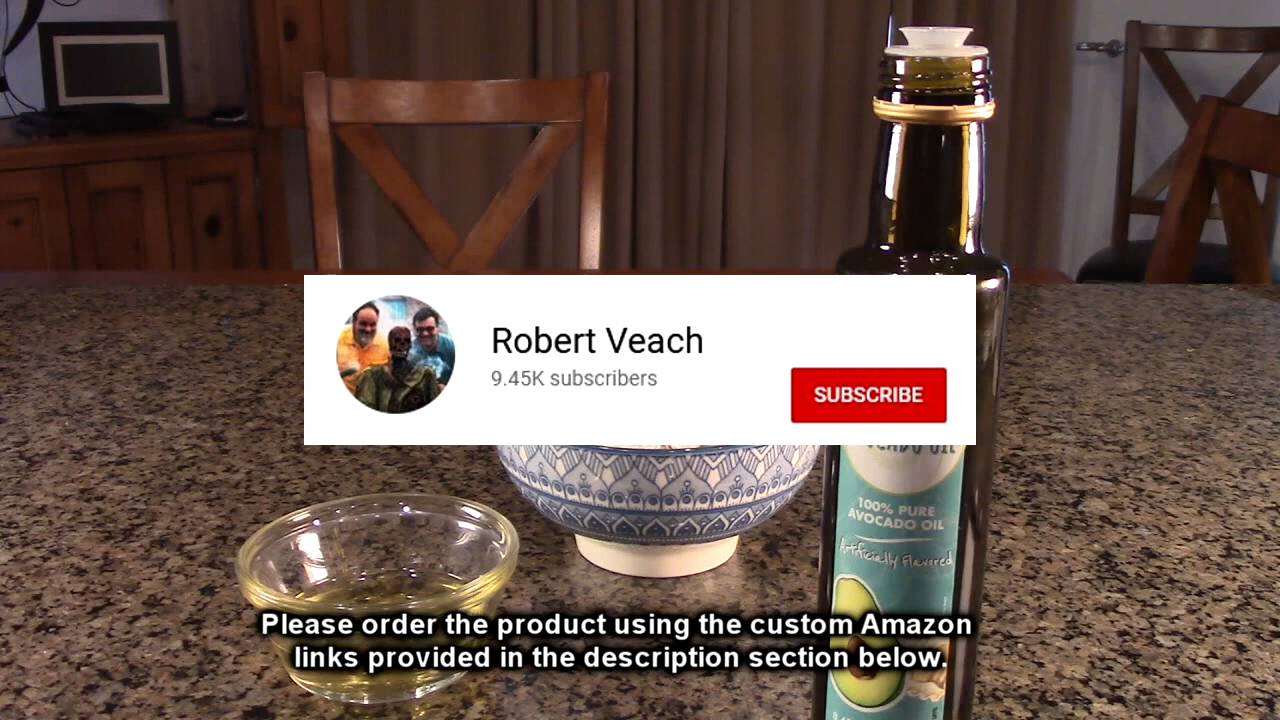 Robert Veach
9.45K subscribers
SUBSCRIBE
OIL
100% PURE
AVOCADO OIL
Artificially Flavored
Please order the product using the custom Amazon
links provided in the description section below.